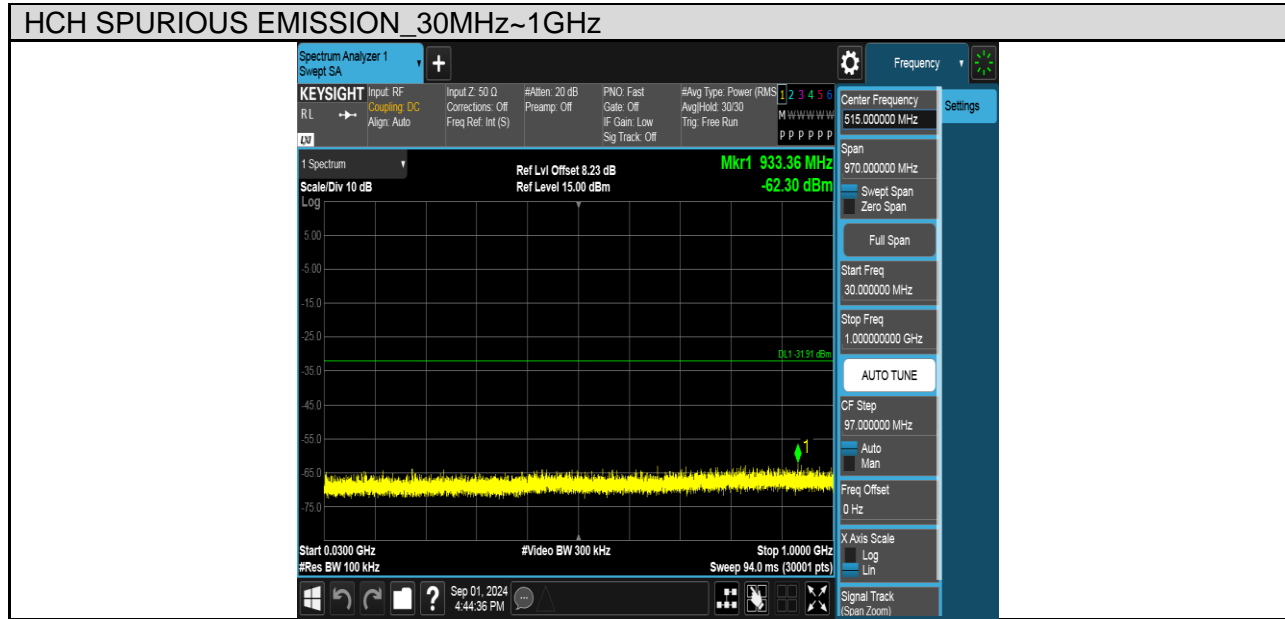 HCH SPURIOUS EMISSION_30MHz~1GHz
Spectrum Analyzer 1
Swept SA
+
Frequency
KEYSIGHT
RL
LXI
Input: RF
Coupling: DC
Align: Auto
Input Z: 50 Ω
Corrections: Off
Freq Ref: Int (S)
#Atten: 20 dB
Preamp: Off
PNO: Fast
Gate: Off
IF Gain: Low
Sig Track: Off
#Avg Type: Power (RMS
Avg|Hold: 30/30
Trig: Free Run
1 2 3 4 5 6
M W W W W W
P P P P P P
1 Spectrum
Scale/Div 10 dB
Log
Ref Lvl Offset 8.23 dB
Ref Level 15.00 dBm
Mkr1 933.36 MHz
-62.30 dBm
5.00
-5.00
-15.0
-25.0
DL1 -31.91 dBm
-35.0
-45.0
-55.0
1
-65.0
-75.0
Start 0.0300 GHz
#Res BW 100 kHz
#Video BW 300 kHz
Stop 1.0000 GHz
Sweep 94.0 ms (30001 pts)
?
Sep 01, 2024
4:44:36 PM
Center Frequency
515.000000 MHz
Settings
Span
970.000000 MHz
Swept Span
Zero Span
Full Span
Start Freq
30.000000 MHz
Stop Freq
1.000000000 GHz
AUTO TUNE
CF Step
97.000000 MHz
Auto
Man
Freq Offset
0 Hz
X Axis Scale
Log
Lin
Signal Track
(Span Zoom)